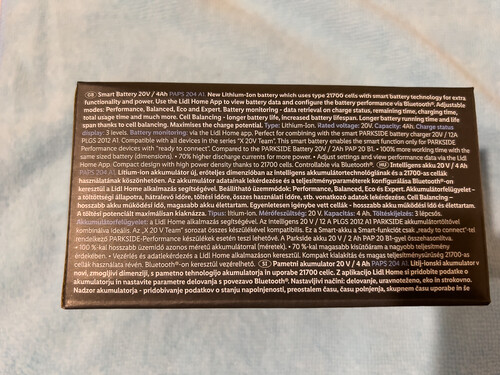 GB Smart Battery 20V / 4Ah PAPS 204 A1. New Lithium-Ion battery which uses type 21700 cells with smart battery technology for extra
functionality and power. Use the Lidl Home App to view battery data and configure the battery performance via Bluetooth®. Adjustable
modes: Performance, Balanced, Eco and Expert. Battery monitoring - data retrieval on charge status, remaining time, charging time,
total usage time and much more. Cell Balancing - longer battery life, increased battery lifespan. Longer battery running time and life
span thanks to cell balancing. Maximises the charge potential. Type: Lithium-Ion. Rated voltage: 20V. Capacity: 4Ah. Charge status
display: 3 levels. Battery monitoring: via the Lidl Home app. Perfect for combining with the smart PARKSIDE battery charger 20V / 12A
PLGS 2012 A1. Compatible with all devices in the series "X 20V Team". This smart battery enables the smart function only for PARKSIDE
Performance devices with "ready to connect". Compared to the PARKSIDE Battery 20V / 2Ah PAP 20 B1. • 100% more working time with the
same sized battery (dimensions). • 70% higher discharge currents for more power. • Adjust settings and view performance data via the Lidl
Home App. Compact design with high power density thanks to 21700 cells. Controllable via Bluetooth®. HU Intelligens akku 20 V / 4 Ah
PAPS 204 A1. Lítium-ion akkumulátor új, erőteljes dimenzióban az intelligens akkumulátortechnológiának és a 21700-as cellák
használatának köszönhetően. Az akkumulátor adatainak lekérdezése és a teljesítményparaméterek konfigurálása Bluetooth®-on
keresztül a Lidl Home alkalmazás segítségével. Beállítható üzemmódok: Performance, Balanced, Eco és Expert. Akkumulátorfelügyelet –
a töltöttségi állapotra, hátralevő időre, töltési időre, összes használati időre, stb. vonatkozó adatok lekérdezése. Cell Balancing –
hosszabb akku működési idő, magasabb akku élettartam. Egyenletesen igénybe vett cellák – hosszabb akkuműködési idő és élettartam.
A töltési potenciált maximálisan kiaknázza. Típus: lítium-ion. Mérőfeszültség: 20 V. Kapacitás: 4 Ah. Töltéskijelzés: 3 lépcsős.
Akkumulátorfelügyelet: a Lidl Home alkalmazás segítségével. Az intelligens 20 V / 12 A PLGS 2012 A1 PARKSIDE akkumulátortöltővel
kombinálva ideális. Az „X 20 V Team” sorozat összes készülékével kompatibilis. Ez a Smart-akku a Smart-funkciót csak „ready to connect”-tel
rendelkező PARKSIDE-Performance készülékek esetén teszi lehetővé. A Parkside akku 20 V / 2 Ah PAP 20 B1-gyel összehasonlítva.
• 100 %-kal hosszabb üzemidő azonos méretű akkumulátorral (méretek). • 70 %-kal magasabb kisütőáram a nagyobb teljesítmény
érdekében. • Vezérlés és adatlekérdezés a Lidl Home alkalmazáson keresztül. Kompakt kialakítás és magas teljesítménysűrűség 21700-as
cellák használata révén. Bluetooth®-on keresztül vezérelhető. SI Pametni akumulator 20 V / 4 Ah PAPS 204 A1. Litij-ionski akumulator v
novi, zmogljivi dimenziji, s pametno tehnologijo akumulatorja in uporabe 21700 celic. Z aplikacijo Lidl Home si pridobite podatke o
akumulatorju in nastavite parametre delovanja s povezavo Bluetooth®. Nastavljivi načini: delovanje, uravnoteženo, eko in strokovno.
Nadzor akumulatorja - pridobivanje podatkov o stanju napolnjenosti, preostalem času, času polnjenja, skupnem času uporabe in še